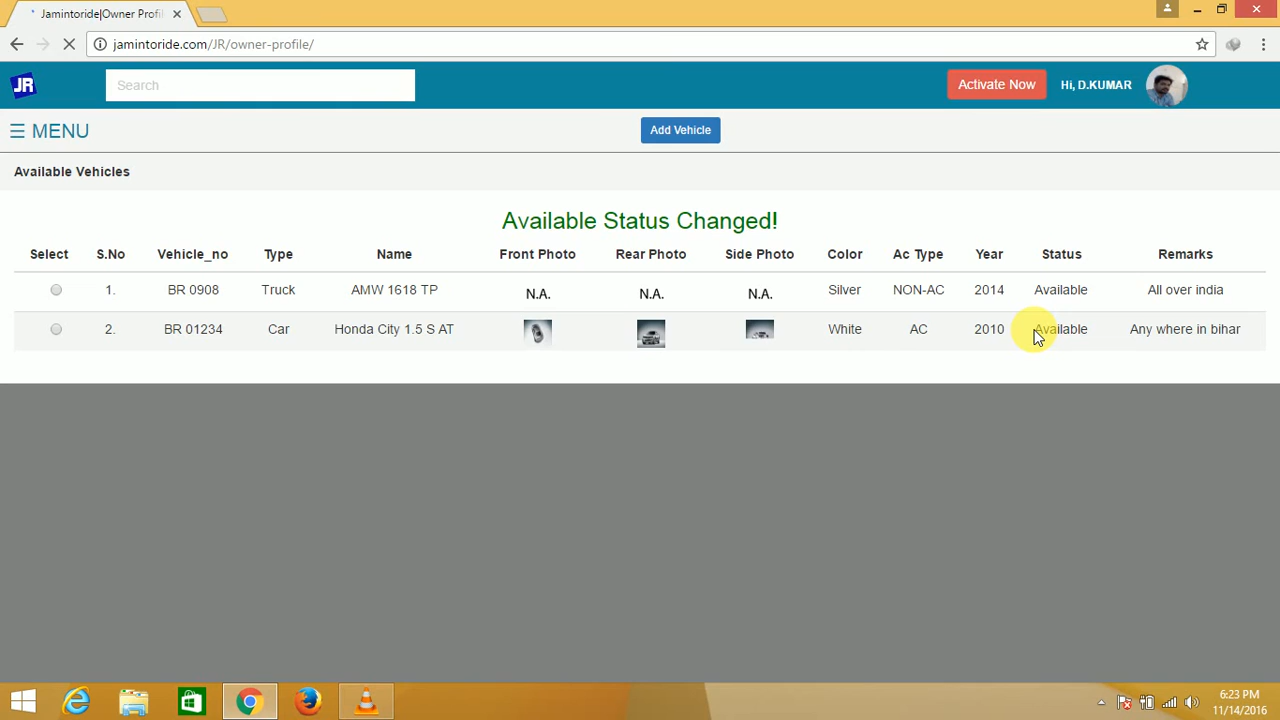 Jamintoride|Owner Profil
jamintoride.com/JR/owner-profile/
JR Search Activate Now Hi, D.KUMAR
☰ MENU Add Vehicle
Available Vehicles
Available Status Changed!
Select S.No Vehicle_no Type Name Front Photo Rear Photo Side Photo Color Ac Type Year Status Remarks
1. BR 0908 Truck AMW 1618 TP N.A. N.A. N.A. Silver NON-AC 2014 Available All over india
2. BR 01234 Car Honda City 1.5 S AT White AC 2010 Available Any where in bihar
6:23 PM
11/14/2016